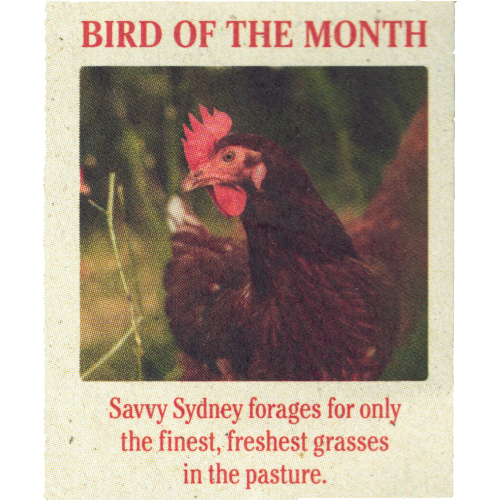 BIRD OF THE MONTH
Savvy Sydney forages for only
the finest, freshest grasses
in the pasture.